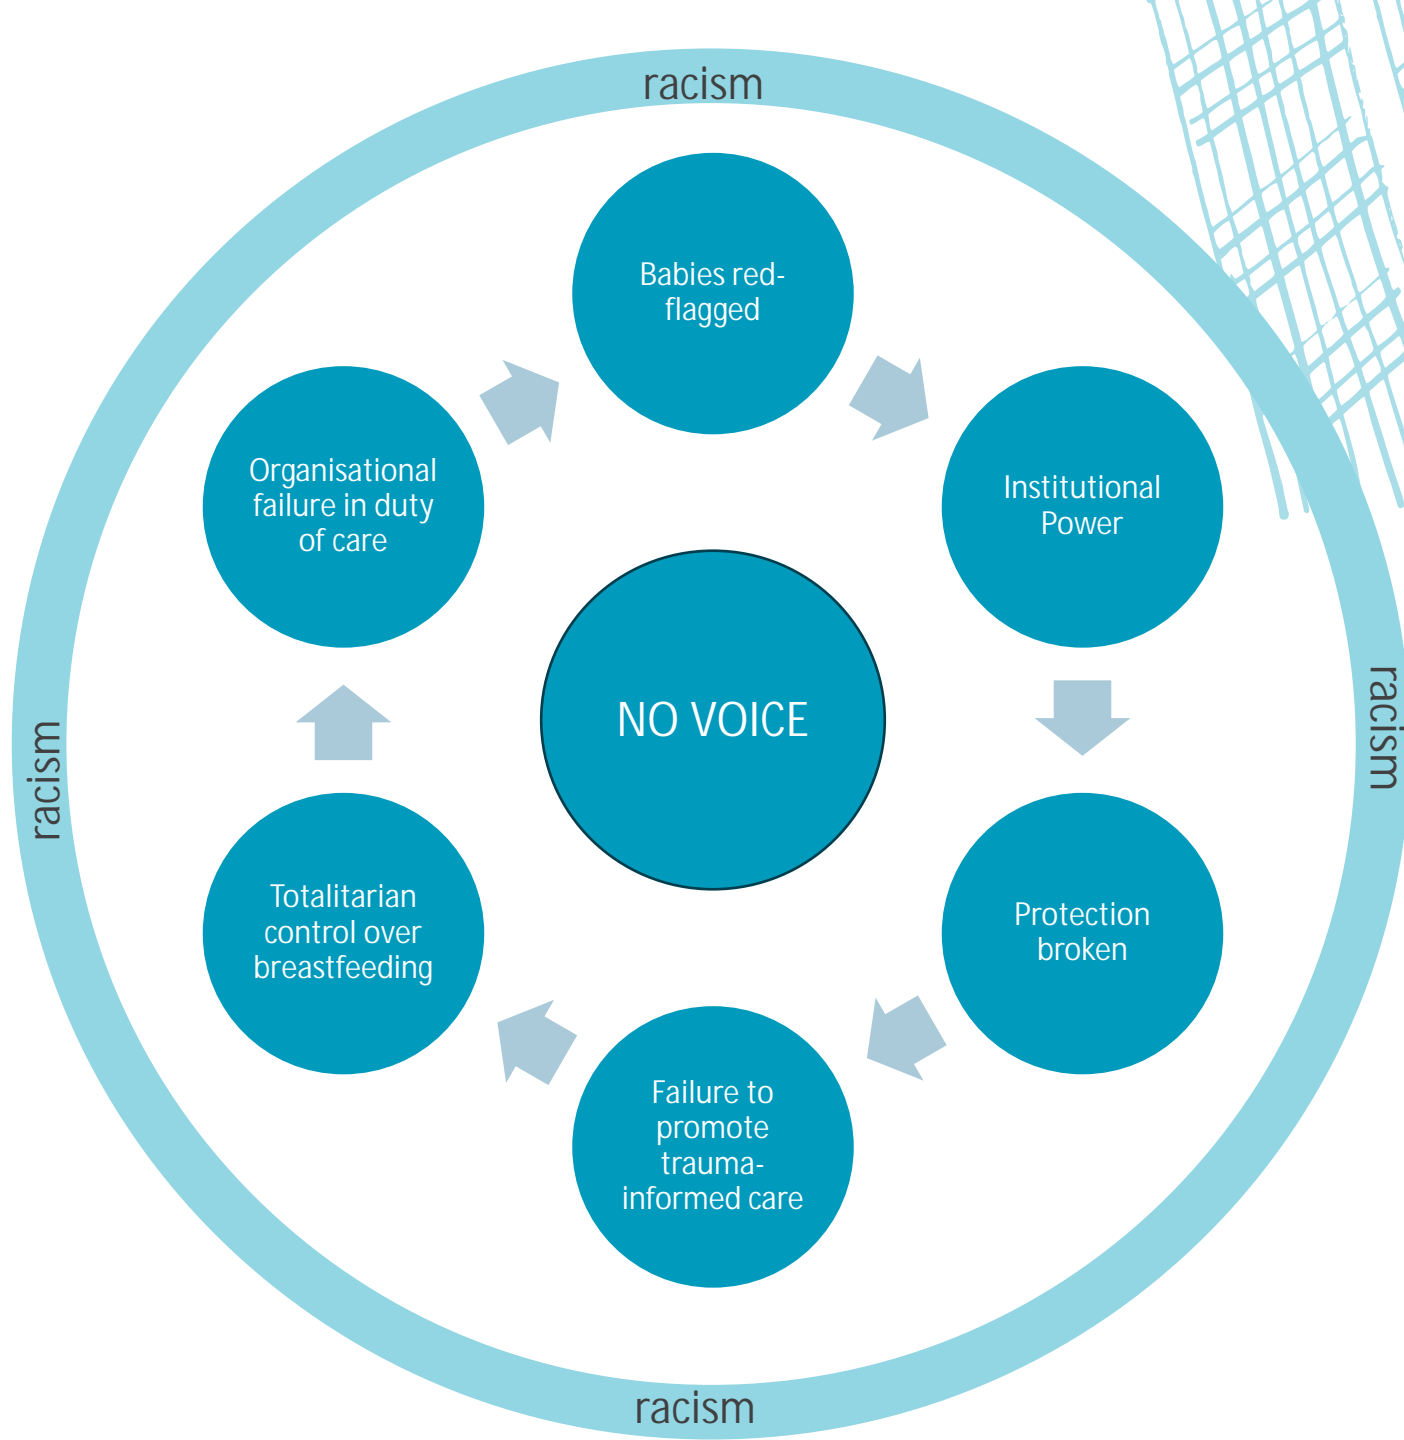 racism
Babies red-
flagged
Institutional
Power
Protection
broken
Failure to
promote
trauma-
informed care
Totalitarian
control over
breastfeeding
Organisational
failure in duty
of care
NO VOICE
racism
racism
racism